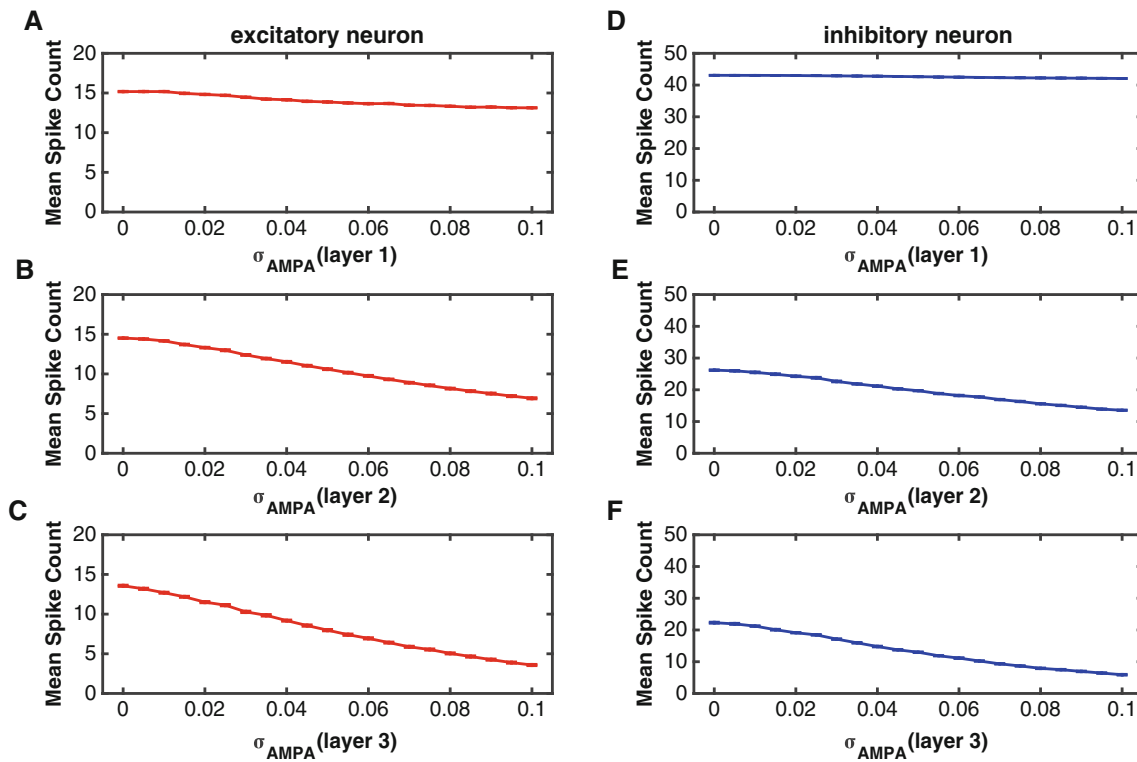 A
excitatory neuron
20
15
10
5
0
Mean Spike Count
0 0.02 0.04 0.06 0.08 0.1
σAMPA(layer 1)
B
20
15
10
5
0
Mean Spike Count
0 0.02 0.04 0.06 0.08 0.1
σAMPA(layer 2)
C
20
15
10
5
0
Mean Spike Count
0 0.02 0.04 0.06 0.08 0.1
σAMPA(layer 3)
D
inhibitory neuron
50
40
30
20
10
0
Mean Spike Count
0 0.02 0.04 0.06 0.08 0.1
σAMPA(layer 1)
E
50
40
30
20
10
0
Mean Spike Count
0 0.02 0.04 0.06 0.08 0.1
σAMPA(layer 2)
F
50
40
30
20
10
0
Mean Spike Count
0 0.02 0.04 0.06 0.08 0.1
σAMPA(layer 3)